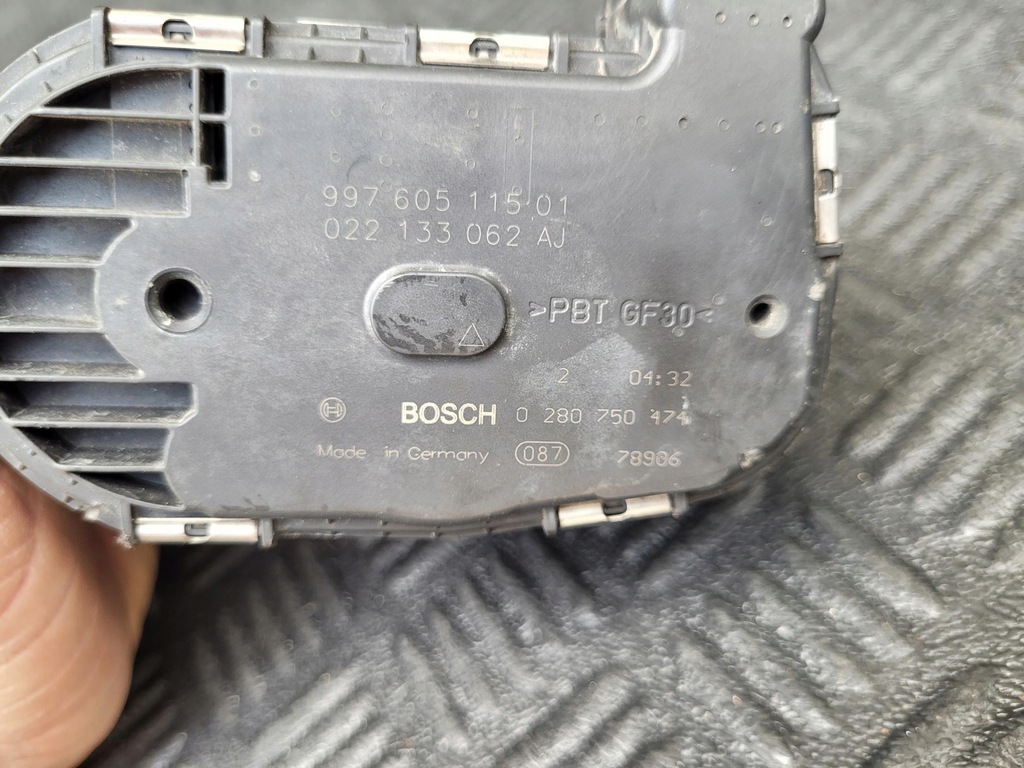 997 605 115 01
022 133 062 AJ
>PBT GF30<
2 04:32
BOSCH 0 280 750 474
Made in Germany 087 78906